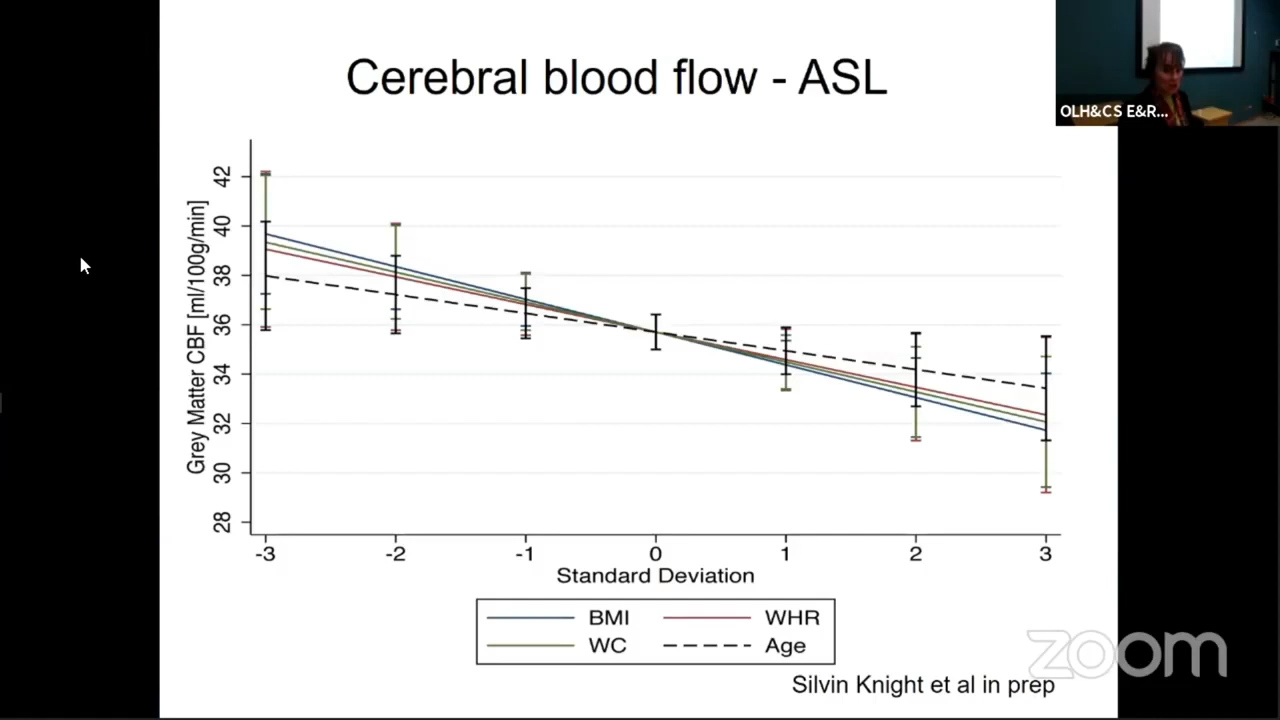 Cerebral blood flow - ASL
OLH&CS E&R...
Grey Matter CBF [ml/100g/min]
42
40
38
36
34
32
30
28
-3 -2 -1 0 1 2 3
Standard Deviation
BMI WHR
WC Age
zoom
Silvin Knight et al in prep